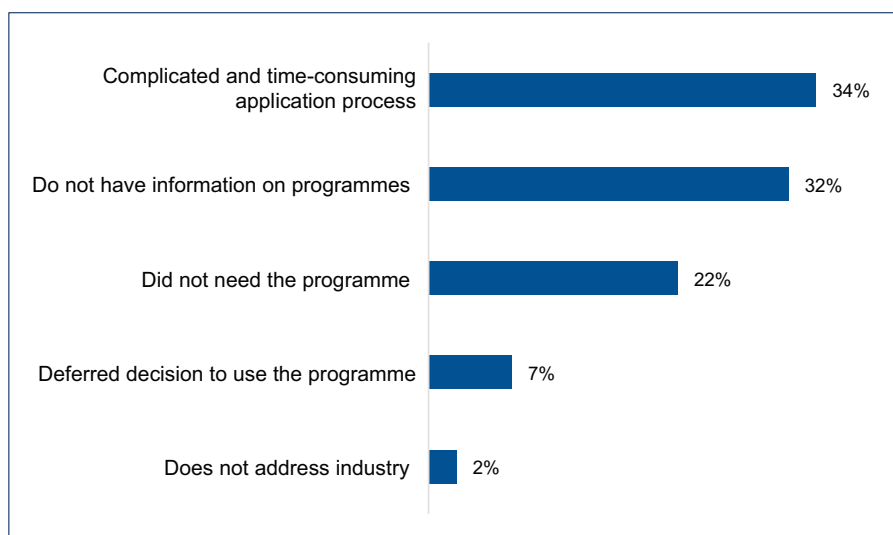 Complicated and time-consuming
application process
34%
Do not have information on programmes
32%
Did not need the programme
22%
Deferred decision to use the programme
7%
Does not address industry
2%